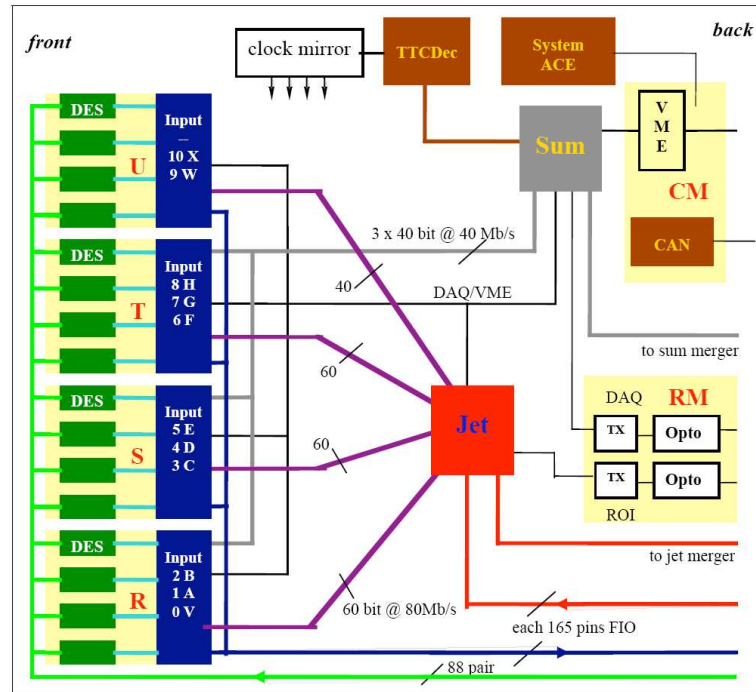 front
back
clock mirror
TTCDec
System
ACE
DES
Input
—
10 X
9 W
U
Sum
V
M
E
CM
CAN
3 x 40 bit @ 40 Mb/s
40
DES
Input
8 H
7 G
6 F
T
DAQ/VME
to sum merger
60
DES
Input
5 E
4 D
3 C
S
60
Jet
DAQ
RM
TX
Opto
TX
Opto
ROI
DES
Input
2 B
1 A
0 V
R
to jet merger
60 bit @ 80Mb/s
each 165 pins FIO
88 pair